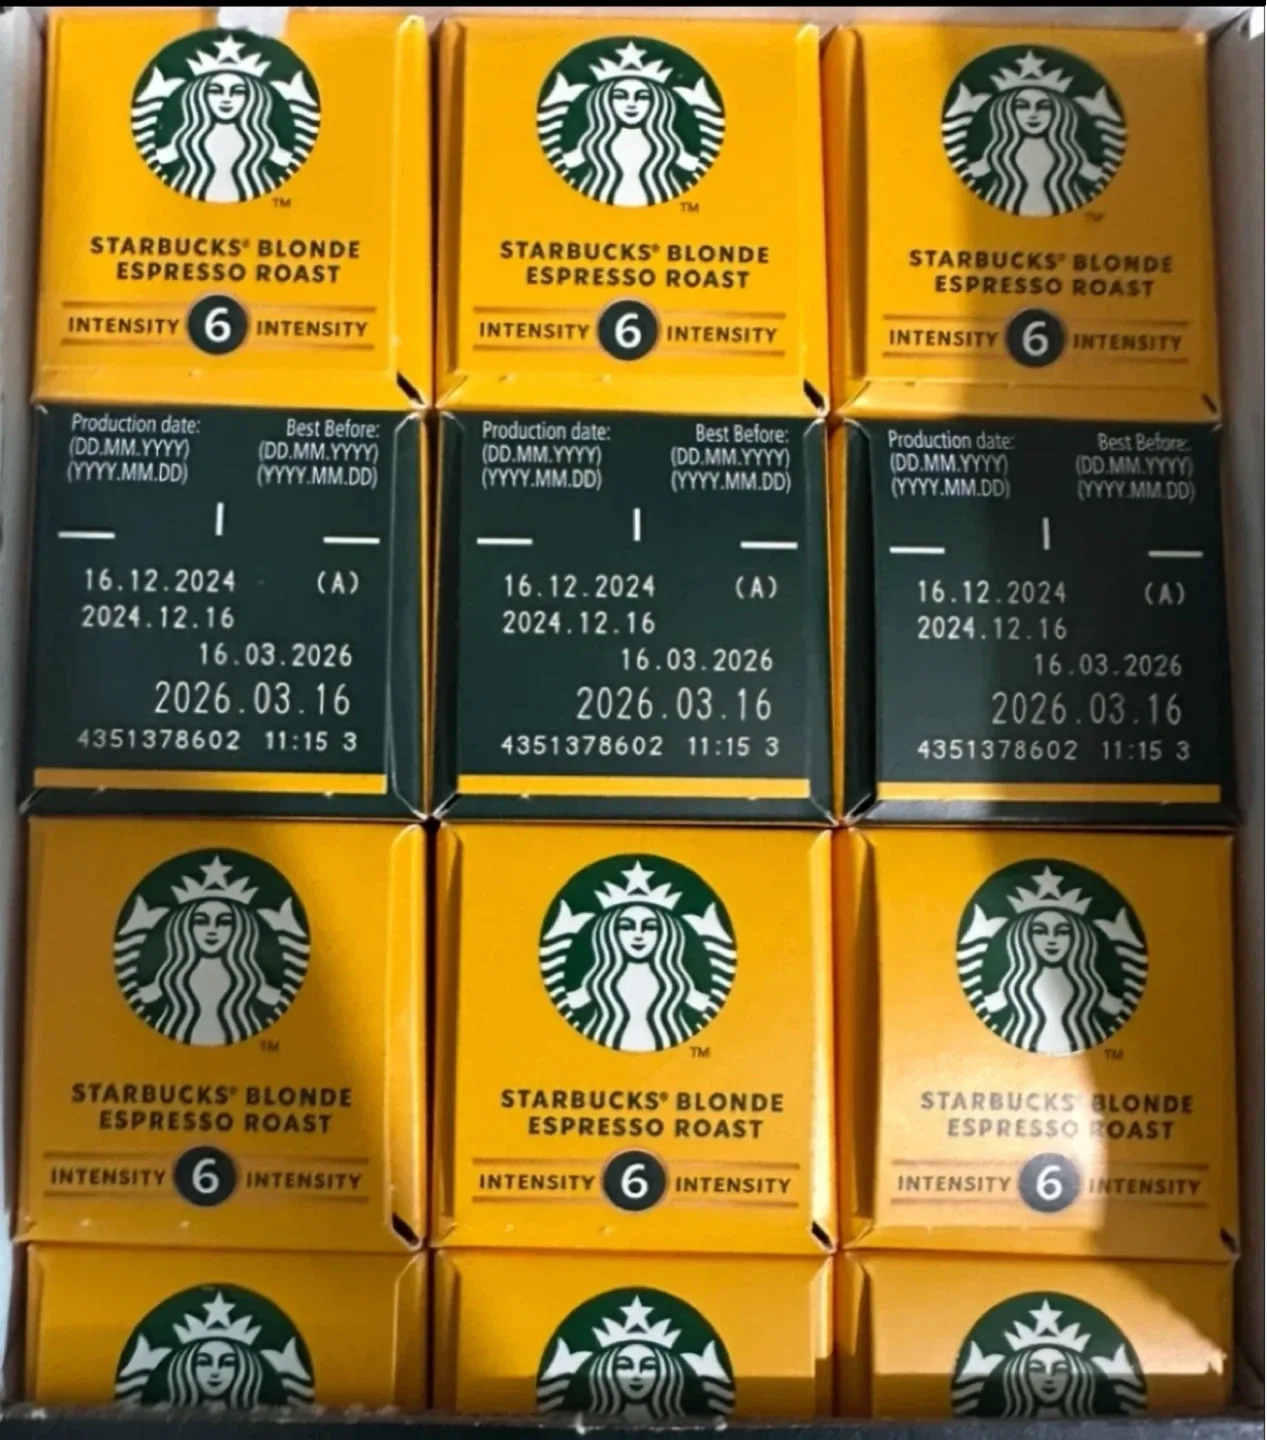 TM
STARBUCKS® BLONDE
ESPRESSO ROAST
INTENSITY 6 INTENSITY
TM
STARBUCKS® BLONDE
ESPRESSO ROAST
INTENSITY 6 INTENSITY
TM
STARBUCKS® BLONDE
ESPRESSO ROAST
INTENSITY 6 INTENSITY
Production date: Best Before:
(DD.MM.YYYY) (DD.MM.YYYY)
(YYYY.MM.DD) (YYYY.MM.DD)
16.12.2024 (A)
2024.12.16
16.03.2026
2026.03.16
4351378602 11:15 3
Production date: Best Before:
(DD.MM.YYYY) (DD.MM.YYYY)
(YYYY.MM.DD) (YYYY.MM.DD)
16.12.2024 (A)
2024.12.16
16.03.2026
2026.03.16
4351378602 11:15 3
Production date: Best Before:
(DD.MM.YYYY) (DD.MM.YYYY)
(YYYY.MM.DD) (YYYY.MM.DD)
16.12.2024 (A)
2024.12.16
16.03.2026
2026.03.16
4351378602 11:15 3
TM
STARBUCKS® BLONDE
ESPRESSO ROAST
INTENSITY 6 INTENSITY
TM
STARBUCKS® BLONDE
ESPRESSO ROAST
INTENSITY 6 INTENSITY
TM
STARBUCKS® BLONDE
ESPRESSO ROAST
INTENSITY 6 INTENSITY